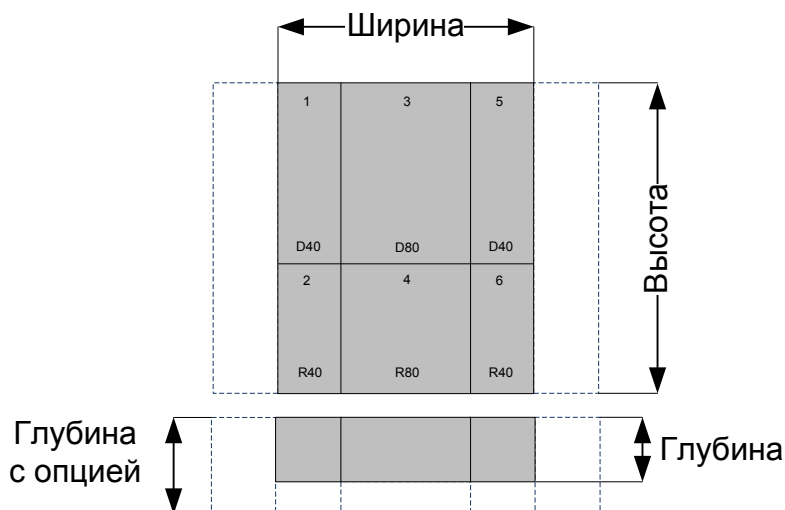 Ширина
1 3 5
D40 D80 D40
2 4 6
R40 R80 R40
Высота
Глубина
с опцией
Глубина